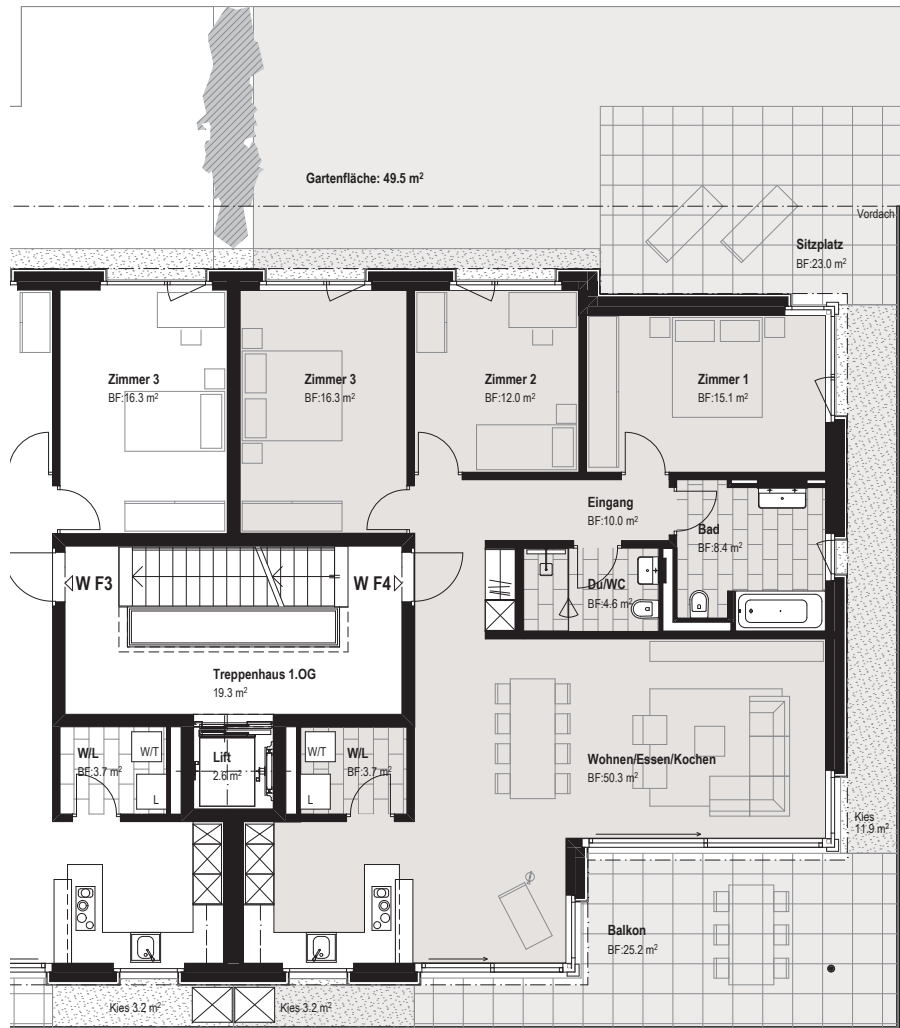 Gartenfläche: 49.5 m²
Vordach
Sitzplatz
BF:23.0 m²
Zimmer 3
BF:16.3 m²
Zimmer 3
BF:16.3 m²
Zimmer 2
BF:12.0 m²
Zimmer 1
BF:15.1 m²
Eingang
BF:10.0 m²
Bad
BF:8.4 m²
W F3
W F4
Du/WC
BF:4.6 m²
Treppenhaus 1.OG
19.3 m²
W/L
BF:3.7 m²
W/T
L
Lift
2.6 m²
W/T
L
W/L
BF:3.7 m²
Wohnen/Essen/Kochen
BF:50.3 m²
Kies
11.9 m²
Balkon
BF:25.2 m²
Kies 3.2 m²
Kies 3.2 m²